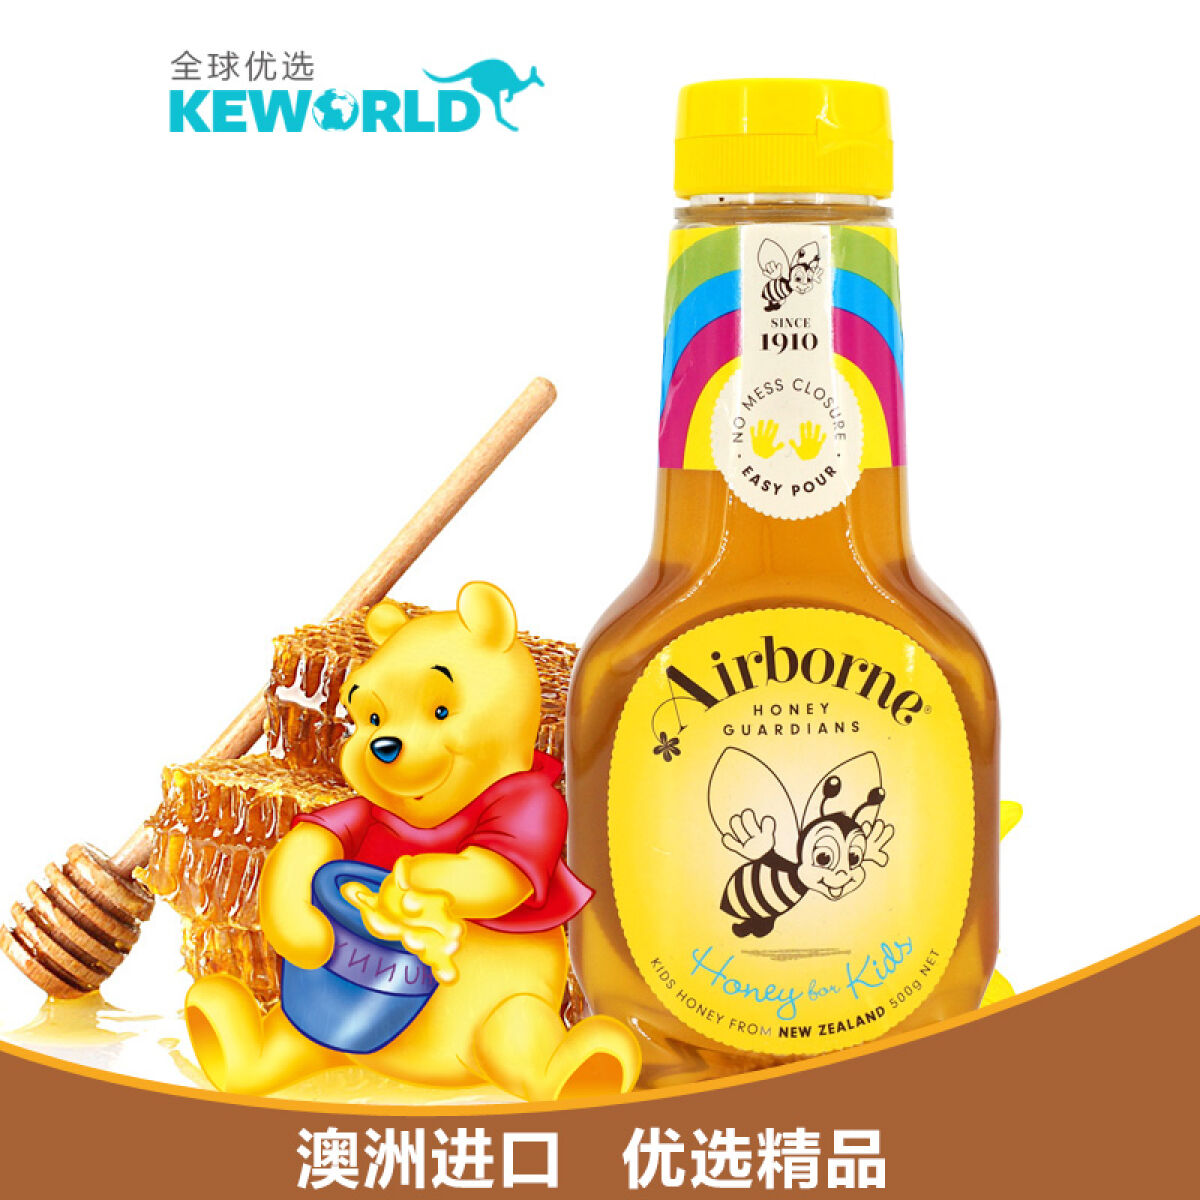 全球优选
KEWORLD
SINCE
1910
NO MESS CLOSURE
· EASY POUR ·
Airborne®
HONEY
GUARDIANS
Honey for Kids
KIDS HONEY FROM NEW ZEALAND 500g NET
澳洲进口 优选精品